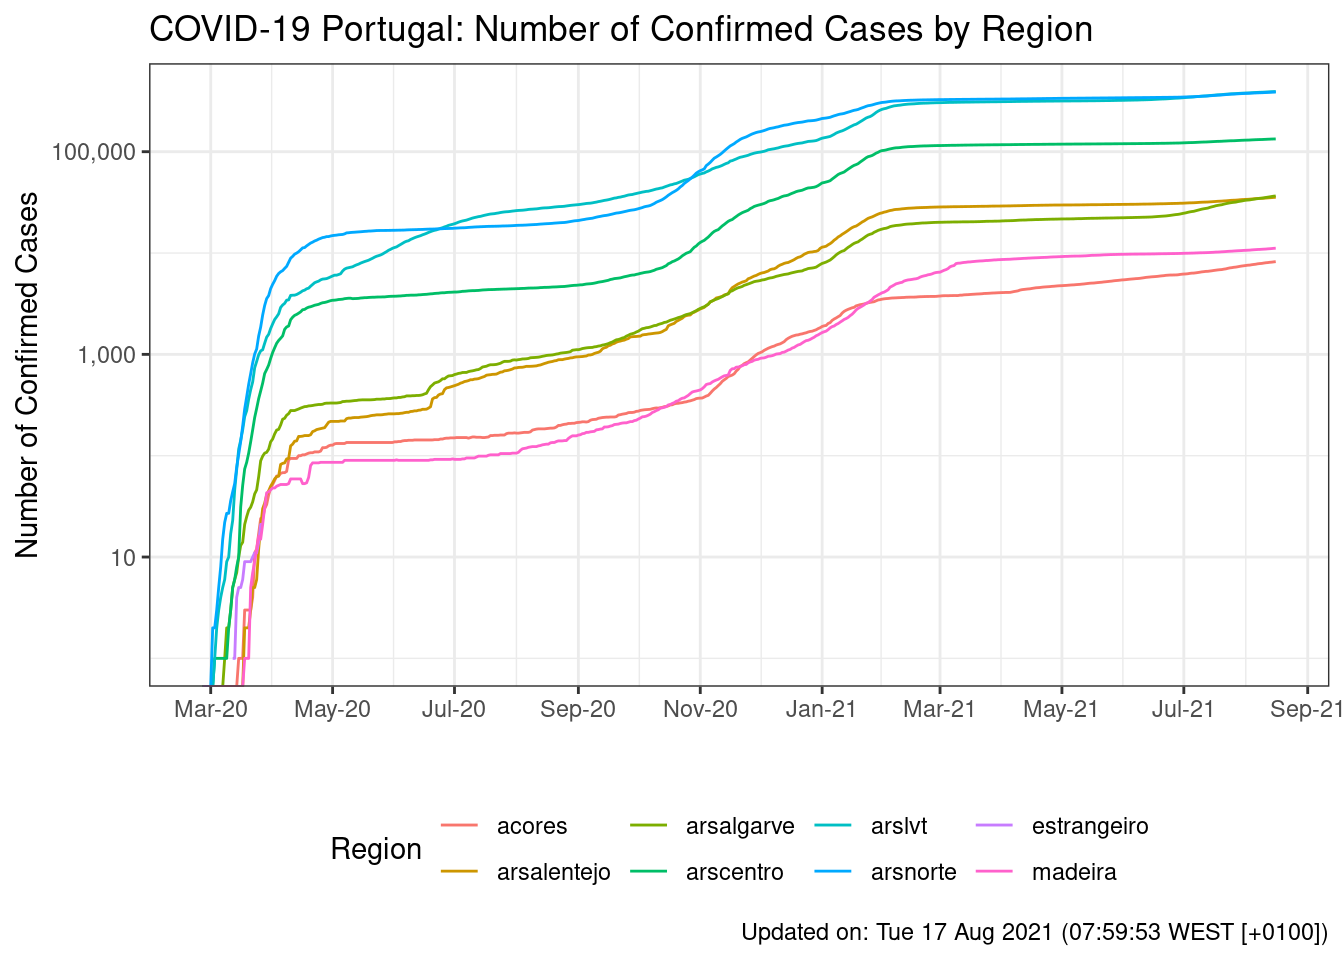 COVID-19 Portugal: Number of Confirmed Cases by Region
Number of Confirmed Cases
100,000
1,000
10
Mar-20 May-20 Jul-20 Sep-20 Nov-20 Jan-21 Mar-21 May-21 Jul-21 Sep-21
Region
acores arsalgarve arslvt estrangeiro
arsalentejo arscentro arsnorte madeira
Updated on: Tue 17 Aug 2021 (07:59:53 WEST [+0100])